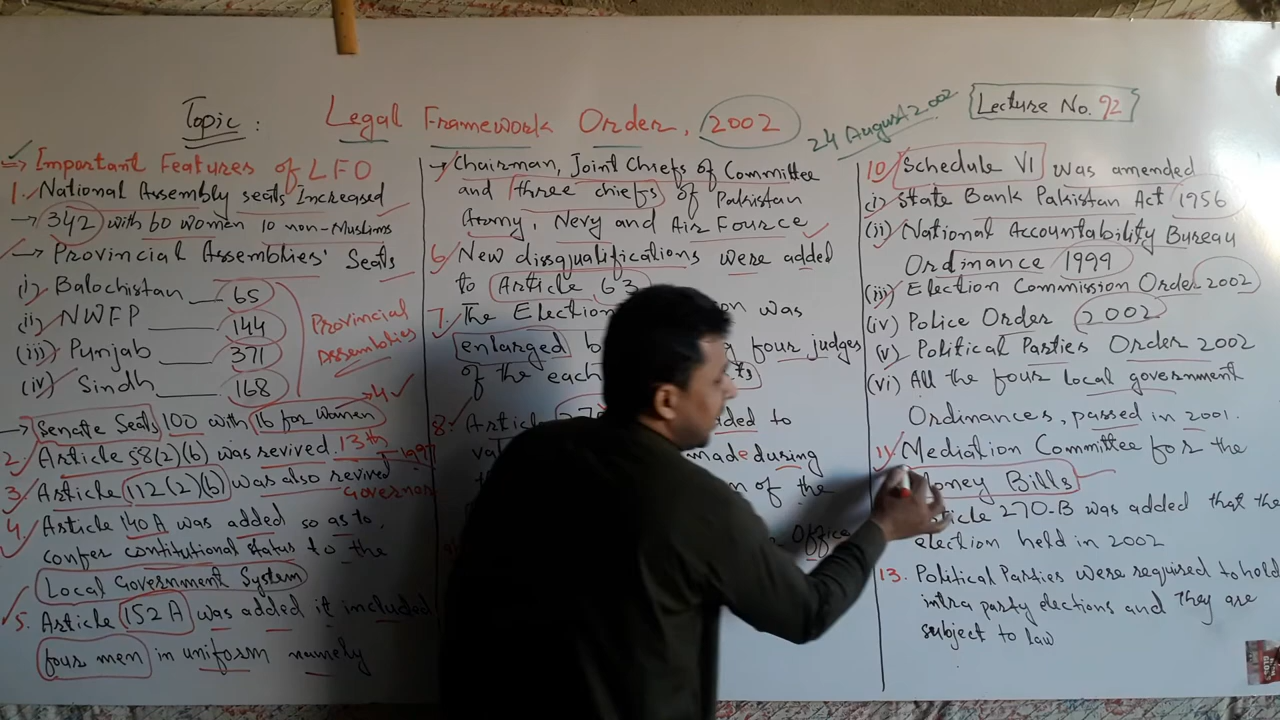 Topic : Legal Framework Order, 2002
24 August 2002
Lecture No. 92
⇒ Important Features of LFO
1. National Assembly seats Increased
→ 342 with 60 women 10 non-Muslims
→ Provincial Assemblies' Seats
(i) Balochistan 65
(ii) NWFP 144
(iii) Punjab 371
(iv) Sindh 168
Provincial
Assemblies
→ Senate Seats 100 with 16 for women → 4
2. Article 58(2)(b) was revived 13th
3. Article 112(2)(b) was also revived
Governor
4. Article 140A was added so as to
confer contitutional status to the
Local Government System
5. Article 152A was added it included
four men in uniform namely
→ Chairman, Joint Chiefs of Committee
and three chiefs of Pakistan
Army, Nevy and Air Fource
6. New dissqualifications were added
to Article 63
7. The Election was
enlarged four judges
of the each
8. Article added to
made during
of the
Office
10. Schedule VI was amended
(i) State Bank Pakistan Act 1956
(ii) National Accountability Bureau
Ordinance 1999
(iii) Election Commission Order 2002
(iv) Police Order 2002
(v) Political Parties Order 2002
(vi) All the four local government
Ordinances, passed in 2001.
11. Mediation Committee for the
Money Bills
270-B was added that the
election held in 2002
13. Political Parties were required to hold
intra party elections and They are
subject to law